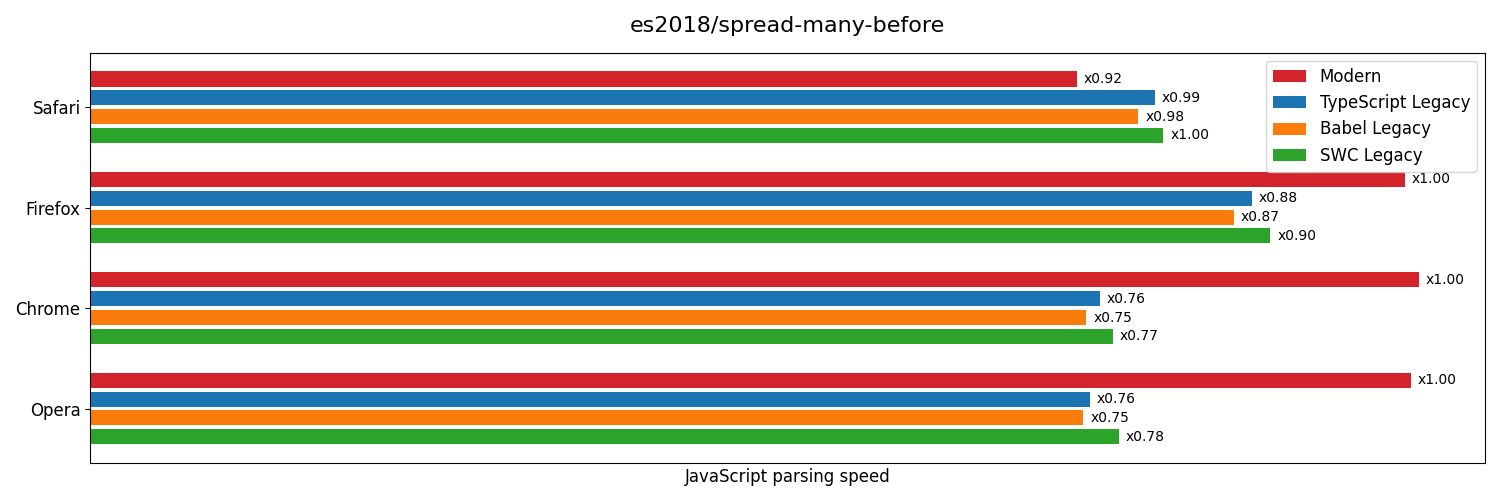 es2018/spread-many-before
Modern
TypeScript Legacy
Babel Legacy
SWC Legacy
Safari
x0.92
x0.99
x0.98
x1.00
Firefox
x1.00
x0.88
x0.87
x0.90
Chrome
x1.00
x0.76
x0.75
x0.77
Opera
x1.00
x0.76
x0.75
x0.78
JavaScript parsing speed